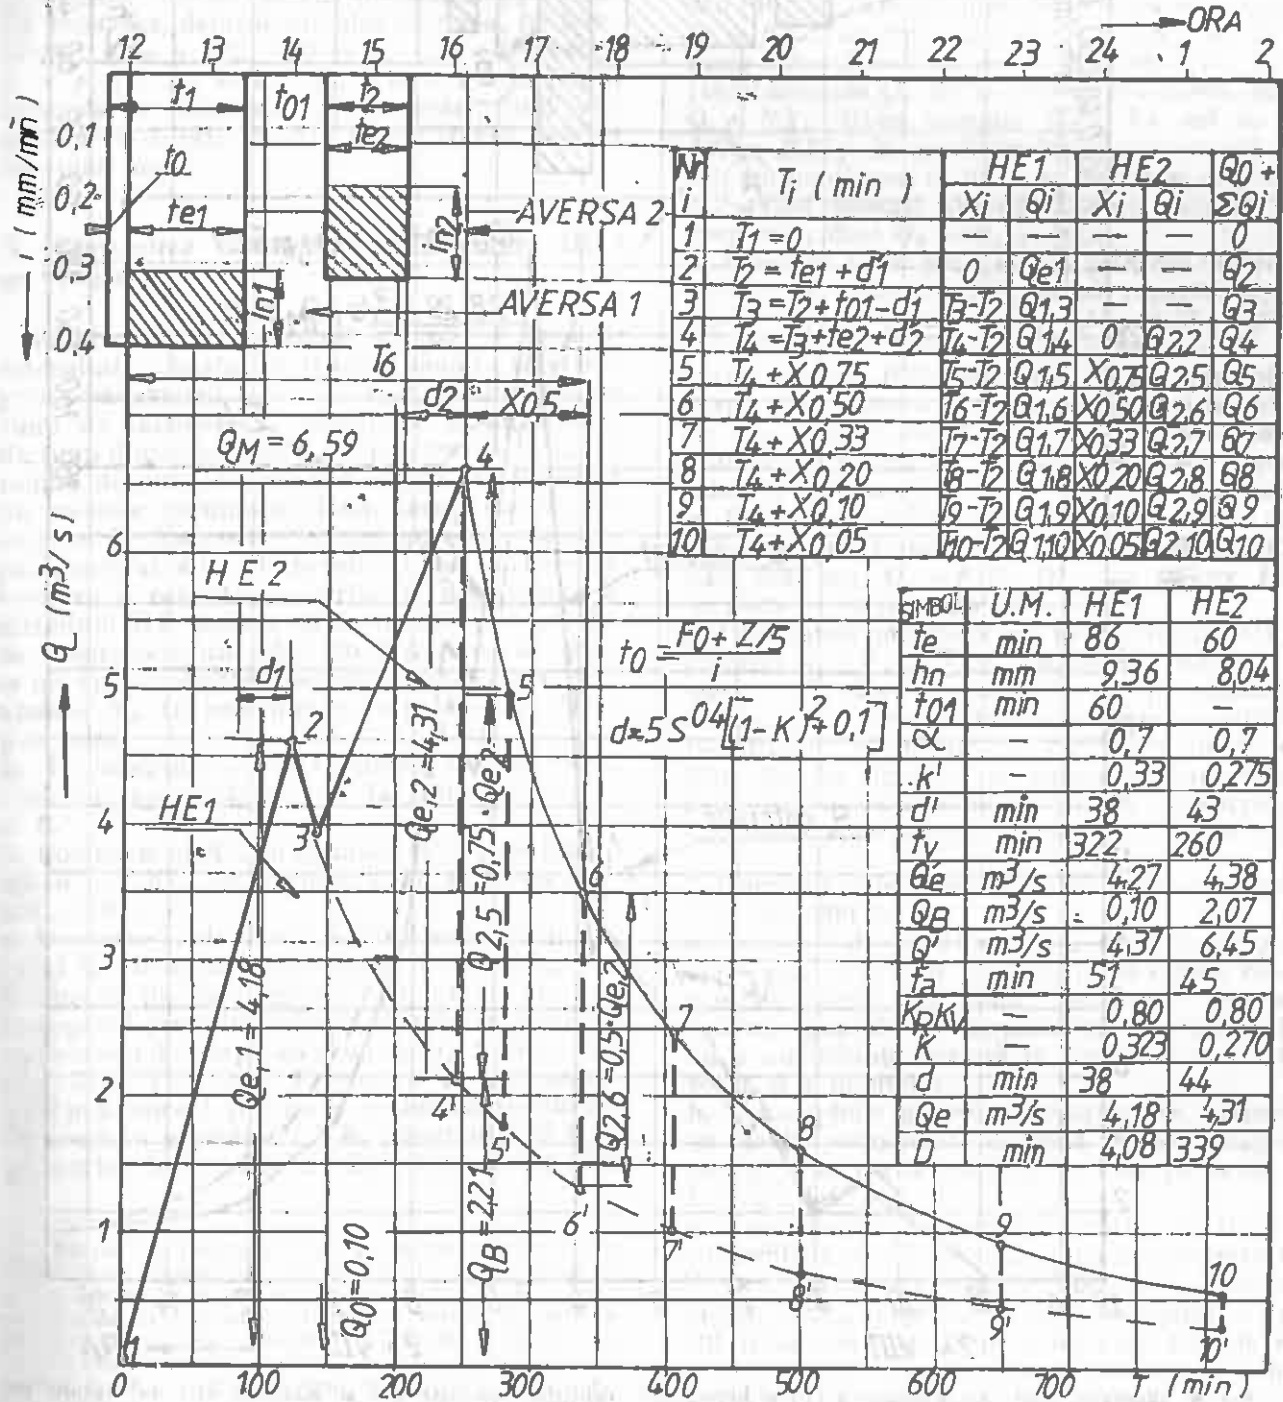 ORA
12 13 14 15 16 17 18 19 20 21 22 23 24 1 2
i (mm/min)
0,1
0,2
0,3
0,4
t1 t01 t2
te2
t0
te1
in2
in1
AVERSA 2
AVERSA 1
T6
d2 X0,5
QM = 6,59
4
Q (m3/s)
6
5
4
3
2
1
HE2
d1
2
HE1
3
5
6
7
8
9
10
4'
5'
6'
7'
8'
9'
10'
1
Qe,1 = 4,18
Q0 = 0,10
Qe,2 = 4,31
Q2,5 = 0,75·Qe2
QB = 2,21
Q2,6 = 0,5·Qe,2
0 100 200 300 400 500 600 700 T (min)
Nr i Ti (min) HE1 HE2 Q0 + ΣQi
Xi Qi Xi Qi
1 T1 = 0 — — — 0
2 T2 = te1 + d'1 0 Qe1 — — Q2
3 T3 = T2 + t01 - d'1 T3-T2 Q1,3 Q3
4 T4 = T3 + te2 + d'2 T4-T2 Q1,4 0 Q2,2 Q4
5 T4 + X0,75 T5-T2 Q1,5 X0,75 Q2,5 Q5
6 T4 + X0,50 T6-T2 Q1,6 X0,50 Q2,6 Q6
7 T4 + X0,33 T7-T2 Q1,7 X0,33 Q2,7 Q7
8 T4 + X0,20 T8-T2 Q1,8 X0,20 Q2,8 Q8
9 T4 + X0,10 T9-T2 Q1,9 X0,10 Q2,9 Q9
10 T4 + X0,05 T10-T2 Q1,10 X0,05 Q2,10 Q10
t0 = F0 + Z/5 / i
d = 5 S^0,4 [(1 - K)^2 + 0,1]
SIMBOL U.M. HE1 HE2
te min 86 60
hn mm 9,36 8,04
t01 min 60 —
α — 0,7 0,7
k' — 0,33 0,275
d' min 38 43
tv min 322 260
Q'e m3/s 4,27 4,38
QB m3/s 0,10 2,07
Q' m3/s 4,37 6,45
ta min 51 45
KpKv — 0,80 0,80
K — 0,323 0,270
d min 38 44
Qe m3/s 4,18 4,31
D min 4,08 339